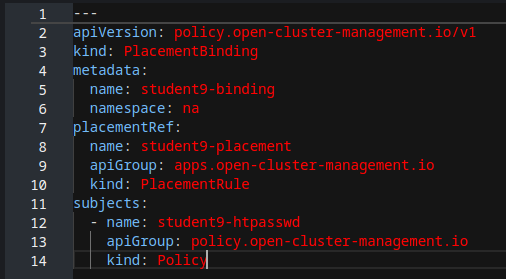 1 ---
2 apiVersion: policy.open-cluster-management.io/v1
3 kind: PlacementBinding
4 metadata:
5   name: student9-binding
6   namespace: na
7 placementRef:
8   name: student9-placement
9   apiGroup: apps.open-cluster-management.io
10   kind: PlacementRule
11 subjects:
12   - name: student9-htpasswd
13     apiGroup: policy.open-cluster-management.io
14     kind: Policy